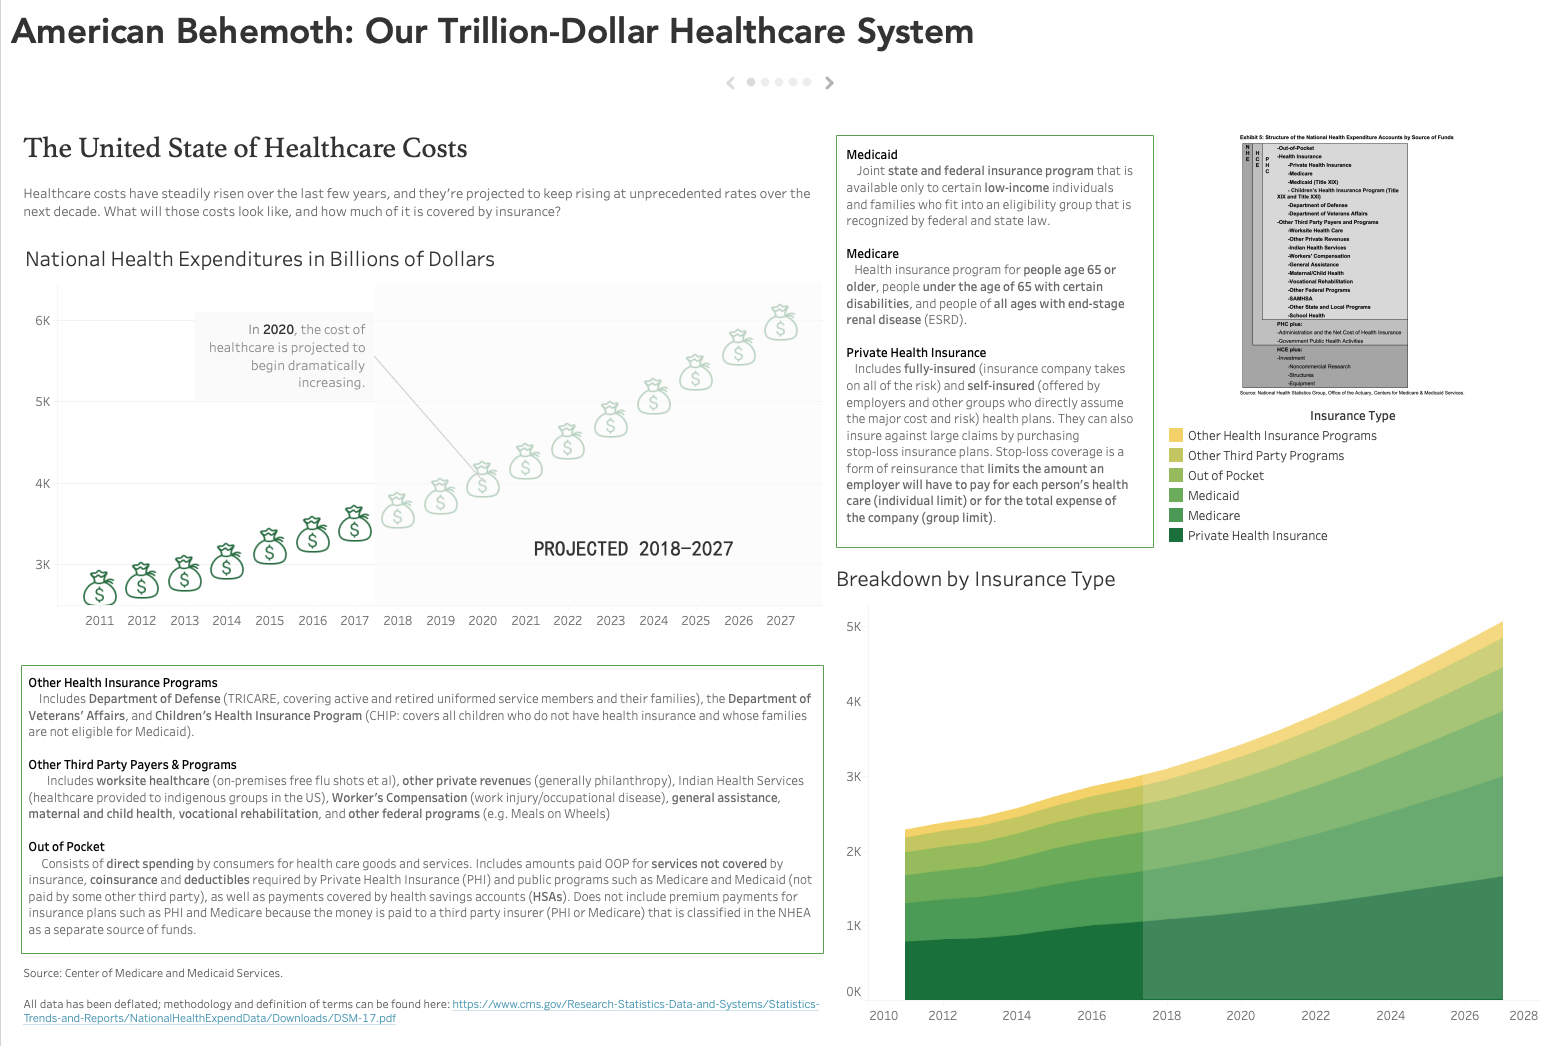 American Behemoth: Our Trillion-Dollar Healthcare System
The United State of Healthcare Costs
Healthcare costs have steadily risen over the last few years, and they're projected to keep rising at unprecedented rates over the
next decade. What will those costs look like, and how much of it is covered by insurance?
National Health Expenditures in Billions of Dollars
6K
5K
4K
3K
In 2020, the cost of
healthcare is projected to
begin dramatically
increasing.
PROJECTED 2018-2027
2011 2012 2013 2014 2015 2016 2017 2018 2019 2020 2021 2022 2023 2024 2025 2026 2027
Other Health Insurance Programs
Includes Department of Defense (TRICARE, covering active and retired uniformed service members and their families), the Department of
Veterans' Affairs, and Children's Health Insurance Program (CHIP: covers all children who do not have health insurance and whose families
are not eligible for Medicaid).
Other Third Party Payers & Programs
Includes worksite healthcare (on-premises free flu shots et al), other private revenues (generally philanthropy), Indian Health Services
(healthcare provided to indigenous groups in the US), Worker's Compensation (work injury/occupational disease), general assistance,
maternal and child health, vocational rehabilitation, and other federal programs (e.g. Meals on Wheels)
Out of Pocket
Consists of direct spending by consumers for health care goods and services. Includes amounts paid OOP for services not covered by
insurance, coinsurance and deductibles required by Private Health Insurance (PHI) and public programs such as Medicare and Medicaid (not
paid by some other third party), as well as payments covered by health savings accounts (HSAs). Does not include premium payments for
insurance plans such as PHI and Medicare because the money is paid to a third party insurer (PHI or Medicare) that is classified in the NHEA
as a separate source of funds.
Source: Center of Medicare and Medicaid Services.
All data has been deflated; methodology and definition of terms can be found here: https://www.cms.gov/Research-Statistics-Data-and-Systems/Statistics-
Trends-and-Reports/NationalHealthExpendData/Downloads/DSM-17.pdf
Medicaid
Joint state and federal insurance program that is
available only to certain low-income individuals
and families who fit into an eligibility group that is
recognized by federal and state law.
Medicare
Health insurance program for people age 65 or
older, people under the age of 65 with certain
disabilities, and people of all ages with end-stage
renal disease (ESRD).
Private Health Insurance
Includes fully-insured (insurance company takes
on all of the risk) and self-insured (offered by
employers and other groups who directly assume
the major cost and risk) health plans. They can also
insure against large claims by purchasing
stop-loss insurance plans. Stop-loss coverage is a
form of reinsurance that limits the amount an
employer will have to pay for each person's health
care (individual limit) or for the total expense of
the company (group limit).
Exhibit 5: Structure of the National Health Expenditure Accounts by Source of Funds
NHE
HCE
PHC
-Out-of-Pocket
-Health Insurance
-Private Health Insurance
-Medicare
-Medicaid (Title XIX)
- Children's Health Insurance Program (Title
XIX and Title XXI)
-Department of Defense
-Department of Veterans Affairs
-Other Third Party Payers and Programs
-Worksite Health Care
-Other Private Revenues
-Indian Health Services
-Workers' Compensation
-General Assistance
-Maternal/Child Health
-Vocational Rehabilitation
-Other Federal Programs
-SAMHSA
-Other State and Local Programs
-School Health
PHC plus:
-Administration and the Net Cost of Health Insurance
-Government Public Health Activities
HCE plus:
-Investment
-Noncommercial Research
-Structures
-Equipment
Source: National Health Statistics Group, Office of the Actuary, Centers for Medicare & Medicaid Services.
Insurance Type
Other Health Insurance Programs
Other Third Party Programs
Out of Pocket
Medicaid
Medicare
Private Health Insurance
Breakdown by Insurance Type
5K
4K
3K
2K
1K
0K
2010 2012 2014 2016 2018 2020 2022 2024 2026 2028